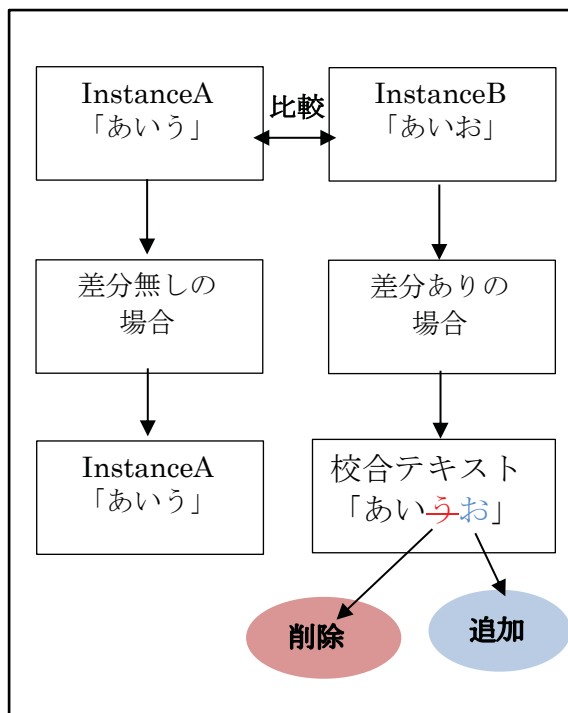 InstanceA
「あいう」
比較
InstanceB
「あいお」
差分無しの
場合
差分ありの
場合
InstanceA
「あいう」
校合テキスト
「あいうお」
削除
追加